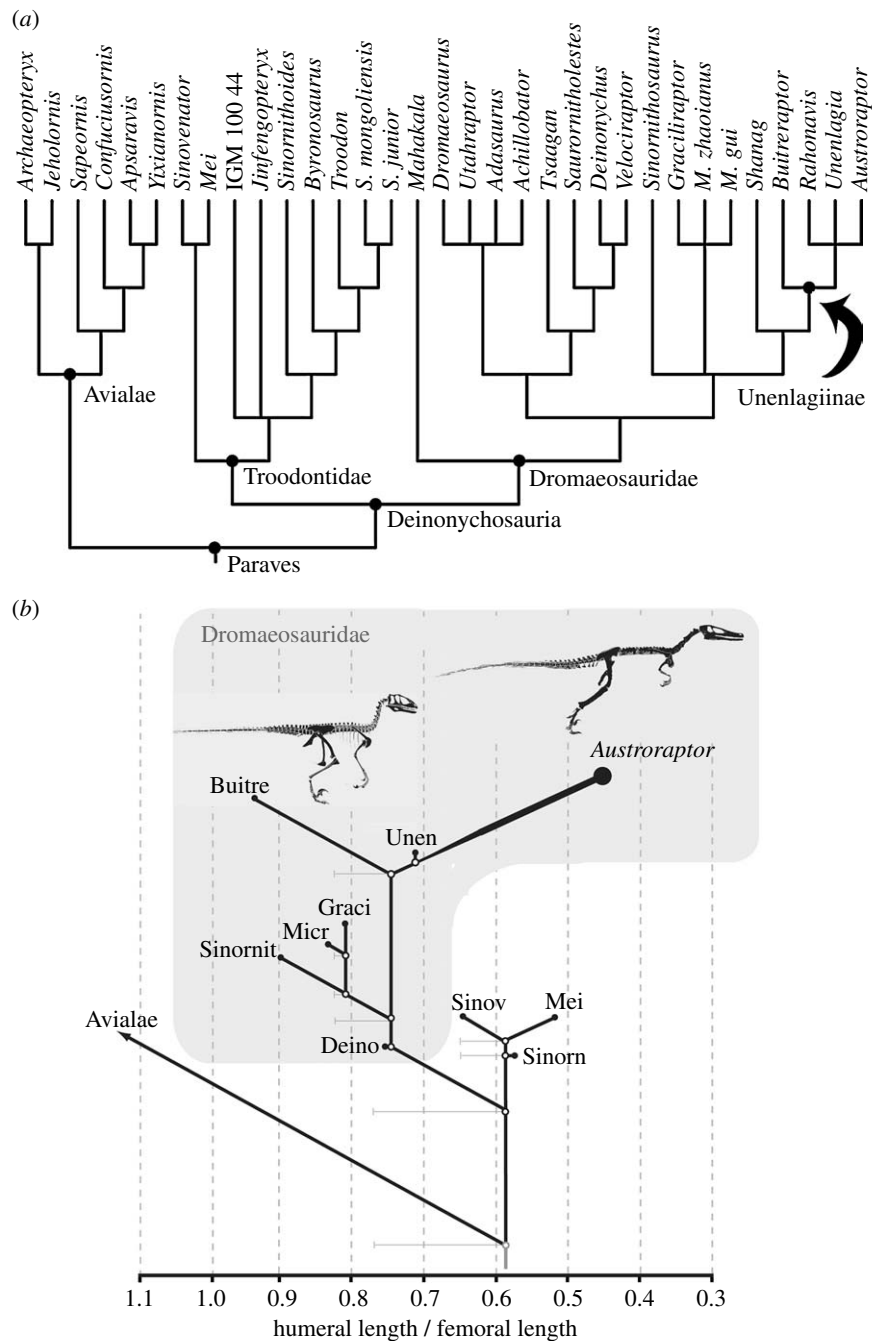 (a)
Archaeopteryx
Jeholornis
Sapeornis
Confuciusornis
Apsaravis
Yixianornis
Sinovenator
Mei
IGM 100 44
Jinfengopteryx
Sinornithoides
Byronosaurus
Troodon
S. mongoliensis
S. junior
Mahakala
Dromaeosaurus
Utahraptor
Adasaurus
Achillobator
Tsaagan
Saurornitholestes
Deinonychus
Velociraptor
Sinornithosaurus
Graciliraptor
M. zhaoianus
M. gui
Shanag
Buitreraptor
Rahonavis
Unenlagia
Austroraptor
Avialae
Unenlagiinae
Troodontidae
Dromaeosauridae
Deinonychosauria
Paraves
(b)
Dromaeosauridae
Austroraptor
Buitre
Unen
Graci
Micr
Sinornit
Sinov
Mei
Avialae
Deino
Sinorn
1.1 1.0 0.9 0.8 0.7 0.6 0.5 0.4 0.3
humeral length / femoral length